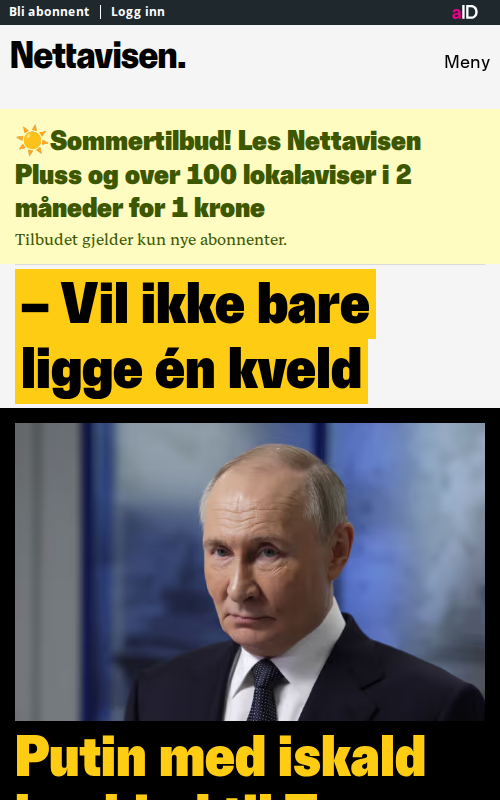 Bli abonnent | Logg inn
aID
Nettavisen.
Meny
☀️Sommertilbud! Les Nettavisen
Pluss og over 100 lokalaviser i 2
måneder for 1 krone
Tilbudet gjelder kun nye abonnenter.
– Vil ikke bare
ligge én kveld
Putin med iskald